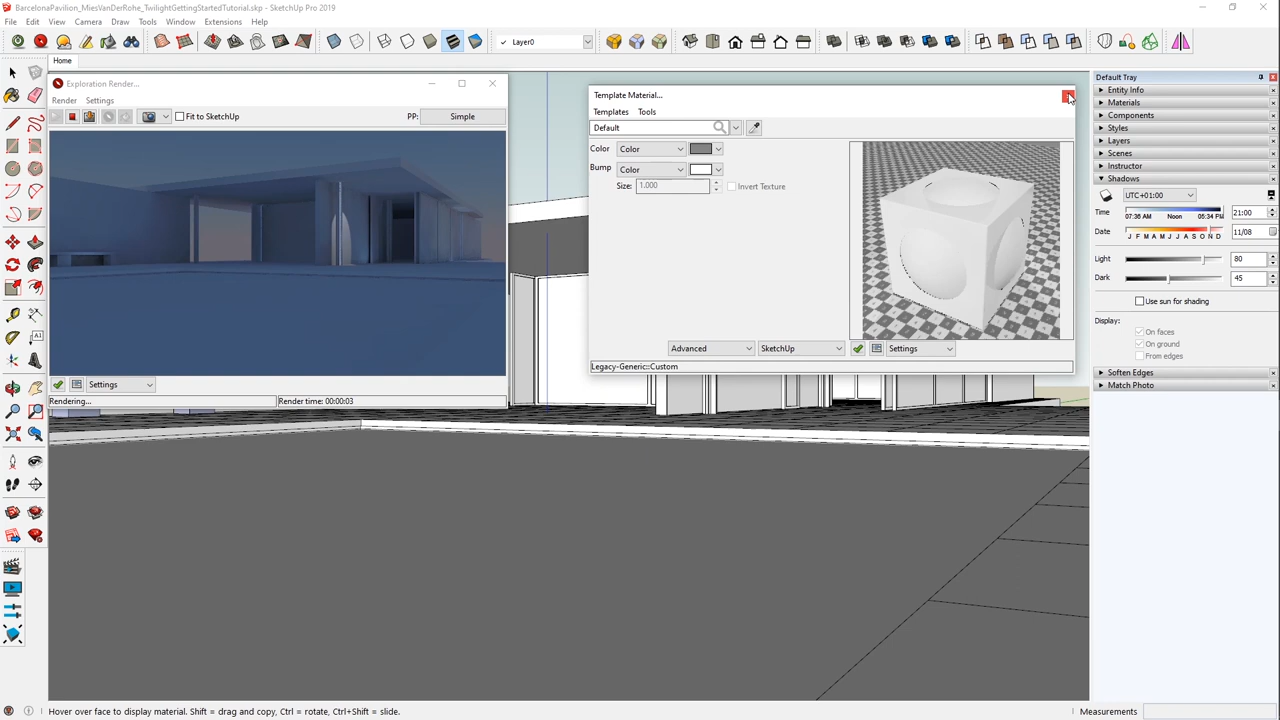 BarcelonaPavilion_MiesVanDerRohe_TwilightGettingStartedTutorial.skp - SketchUp Pro 2019
File Edit View Camera Draw Tools Window Extensions Help
Layer0
Home
Exploration Render...
Render Settings
Fit to SketchUp PP: Simple
Settings
Rendering... Render time: 00:00:03
Template Material...
Templates Tools
Default
Color Color
Bump Color
Size: 1.000 Invert Texture
Advanced SketchUp Settings
Legacy-Generic::Custom
Default Tray
Entity Info
Materials
Components
Styles
Layers
Scenes
Instructor
Shadows
UTC+01:00
Time 07:36 AM Noon 05:34 PM 21:00
Date J F M A M J J A S O N D 11/08
Light 80
Dark 45
Use sun for shading
Display:
On faces
On ground
From edges
Soften Edges
Match Photo
Hover over face to display material. Shift = drag and copy, Ctrl = rotate, Ctrl+Shift = slide. Measurements